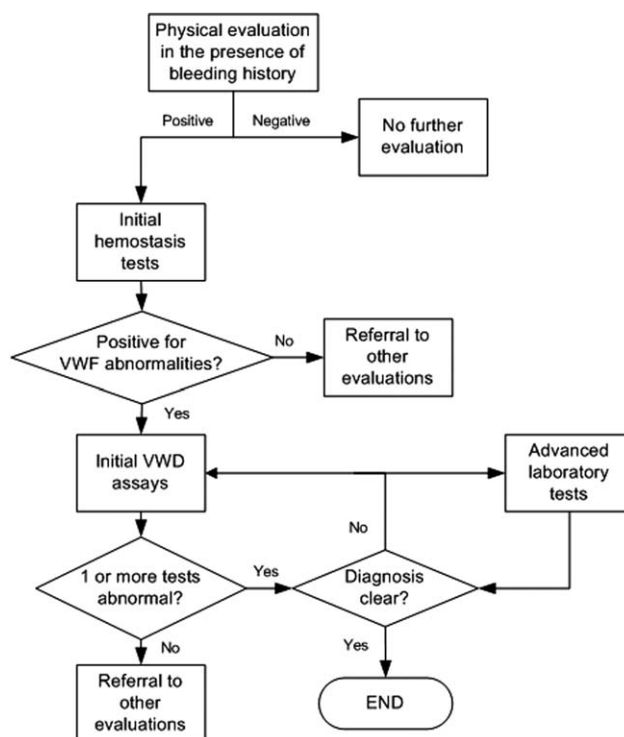 Physical evaluation
in the presence of
bleeding history
Positive
Negative
No further
evaluation
Initial
hemostasis
tests
Positive for
VWF abnormalities?
No
Referral to
other
evaluations
Yes
Initial VWD
assays
Advanced
laboratory
tests
No
1 or more tests
abnormal?
Yes
Diagnosis
clear?
No
Yes
Referral to
other
evaluations
END